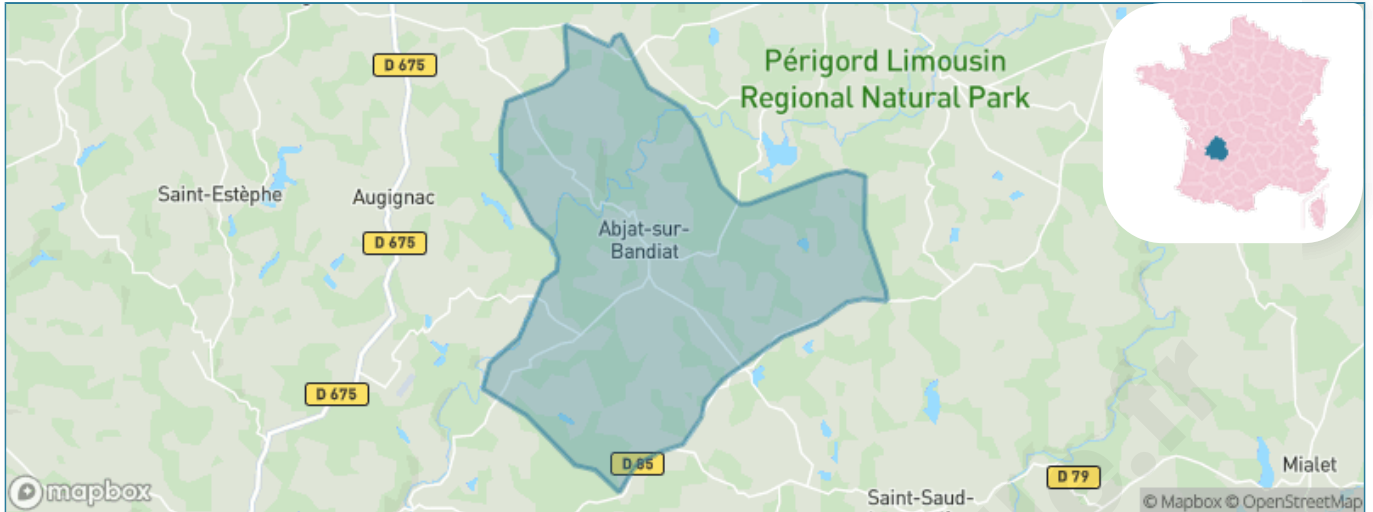 D 675
Périgord Limousin
Regional Natural Park
Saint-Estèphe
Augignac
D 675
Abjat-sur-
Bandiat
D 675
D 85
Saint-Saud-
D 79
Mialet
mapbox
© Mapbox © OpenStreetMap